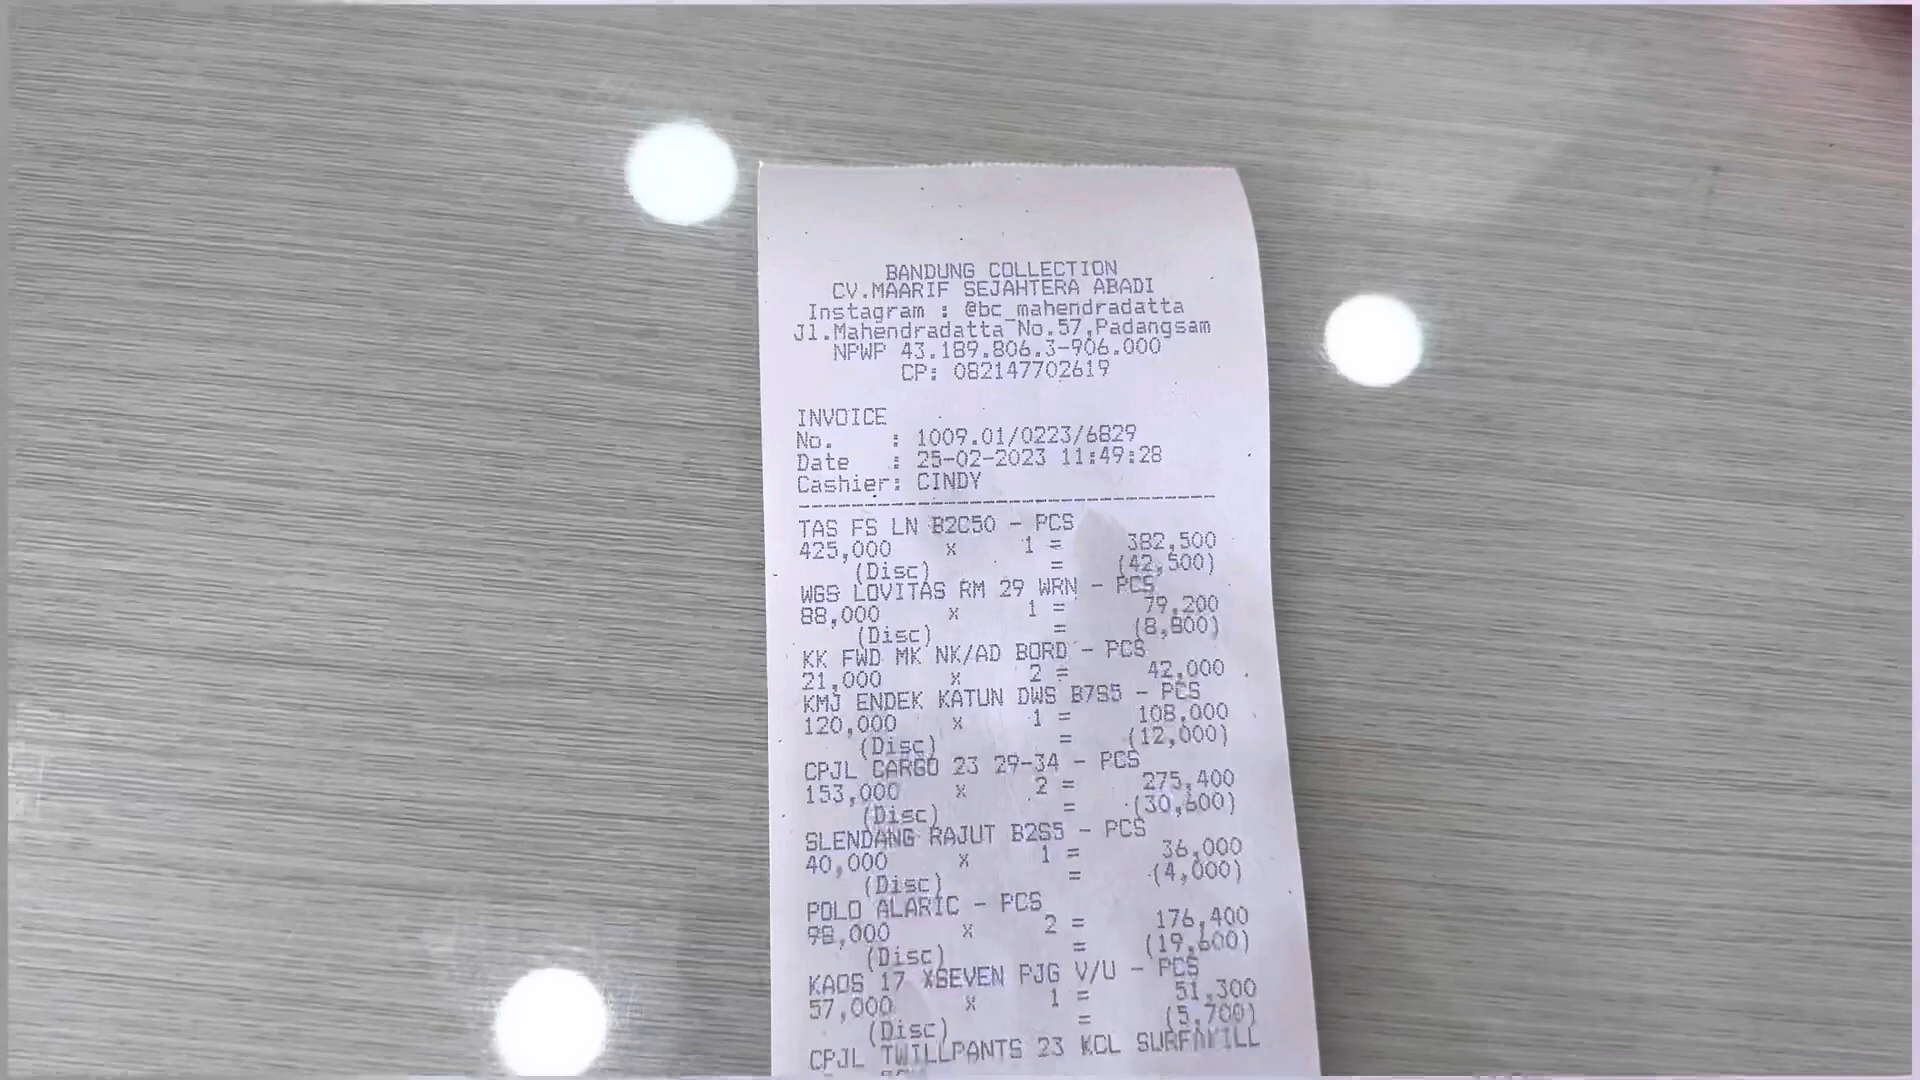 BANDUNG COLLECTION
CV.MAARIF SEJAHTERA ABADI
Instagram : @bc_mahendradatta
Jl.Mahendradatta No.57,Padangsam
NPWP 43.189.806.3-906.000
CP: 082147702619
INVOICE
No. : 1009.01/0223/6829
Date : 25-02-2023 11:49:28
Cashier: CINDY
TAS FS LN B2C50 - PCS
425,000 x 1 = 382,500
(Disc) = (42,500)
WGS LOVITAS RM 29 WRN - PCS
88,000 x 1 = 79,200
(Disc) = (8,800)
KK FWD MK NK/AD BORD - PCS
21,000 x 2 = 42,000
KMJ ENDEK KATUN DWS B7S5 - PCS
120,000 x 1 = 108,000
(Disc) = (12,000)
CPJL CARGO 23 29-34 - PCS
153,000 x 2 = 275,400
(Disc) = (30,600)
SLENDANG RAJUT B2S5 - PCS
40,000 x 1 = 36,000
(Disc) = (4,000)
POLO ALARIC - PCS
98,000 x 2 = 176,400
(Disc) = (19,600)
KAOS 17 XSEVEN PJG V/U - PCS
57,000 x 1 = 51,300
(Disc) = (5,700)
CPJL TWILLPANTS 23 KCL